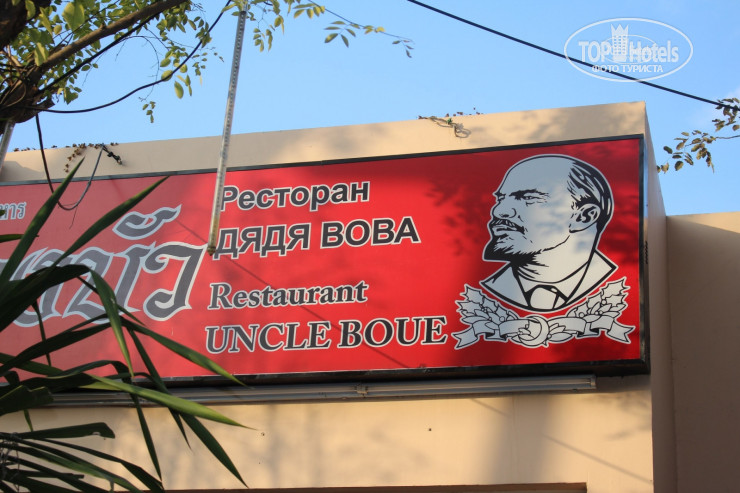 TOP Hotels
ФОТО ТУРИСТА
Ресторан
ДЯДЯ ВОВА
Restaurant
UNCLE BOUE